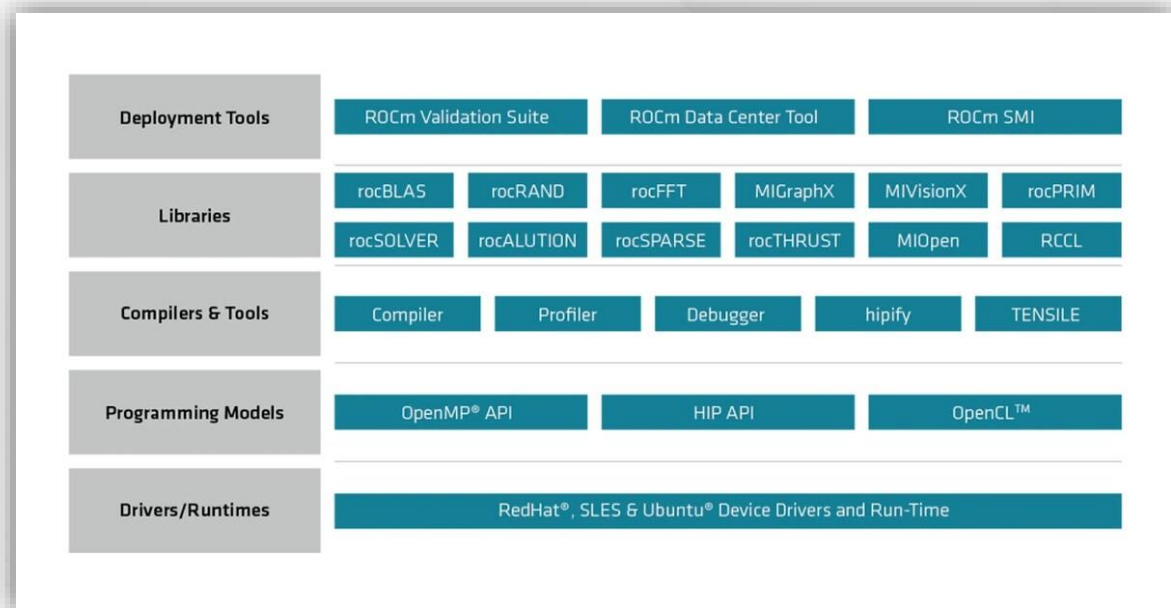 Deployment Tools
ROCm Validation Suite
ROCm Data Center Tool
ROCm SMI
Libraries
rocBLAS
rocRAND
rocFFT
MIGraphX
MIVisionX
rocPRIM
rocSOLVER
rocALUTION
rocSPARSE
rocTHRUST
MIOpen
RCCL
Compilers & Tools
Compiler
Profiler
Debugger
hipify
TENSILE
Programming Models
OpenMP® API
HIP API
OpenCL™
Drivers/Runtimes
RedHat®, SLES & Ubuntu® Device Drivers and Run-Time